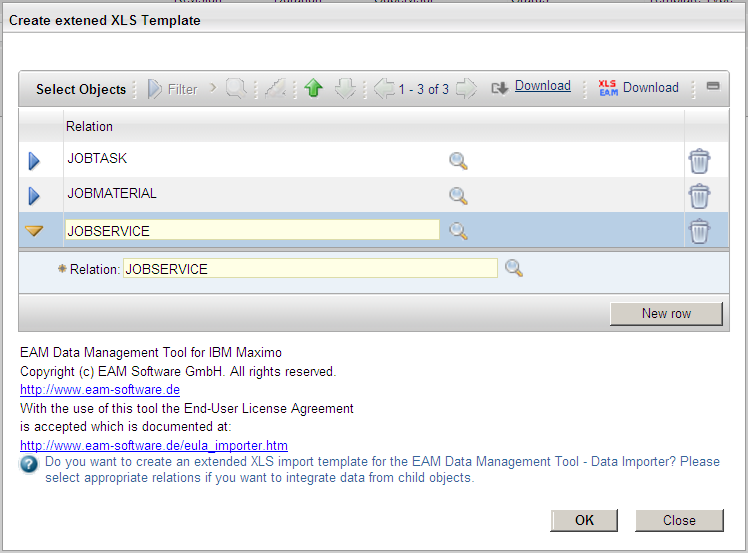 Create extened XLS Template
Select Objects Filter 1 - 3 of 3 Download XLS EAM Download
Relation
JOBTASK
JOBMATERIAL
JOBSERVICE
Relation: JOBSERVICE
New row
EAM Data Management Tool for IBM Maximo
Copyright (c) EAM Software GmbH. All rights reserved.
http://www.eam-software.de
With the use of this tool the End-User License Agreement
is accepted which is documented at:
http://www.eam-software.de/eula_importer.htm
Do you want to create an extended XLS import template for the EAM Data Management Tool - Data Importer? Please
select appropriate relations if you want to integrate data from child objects.
OK Close